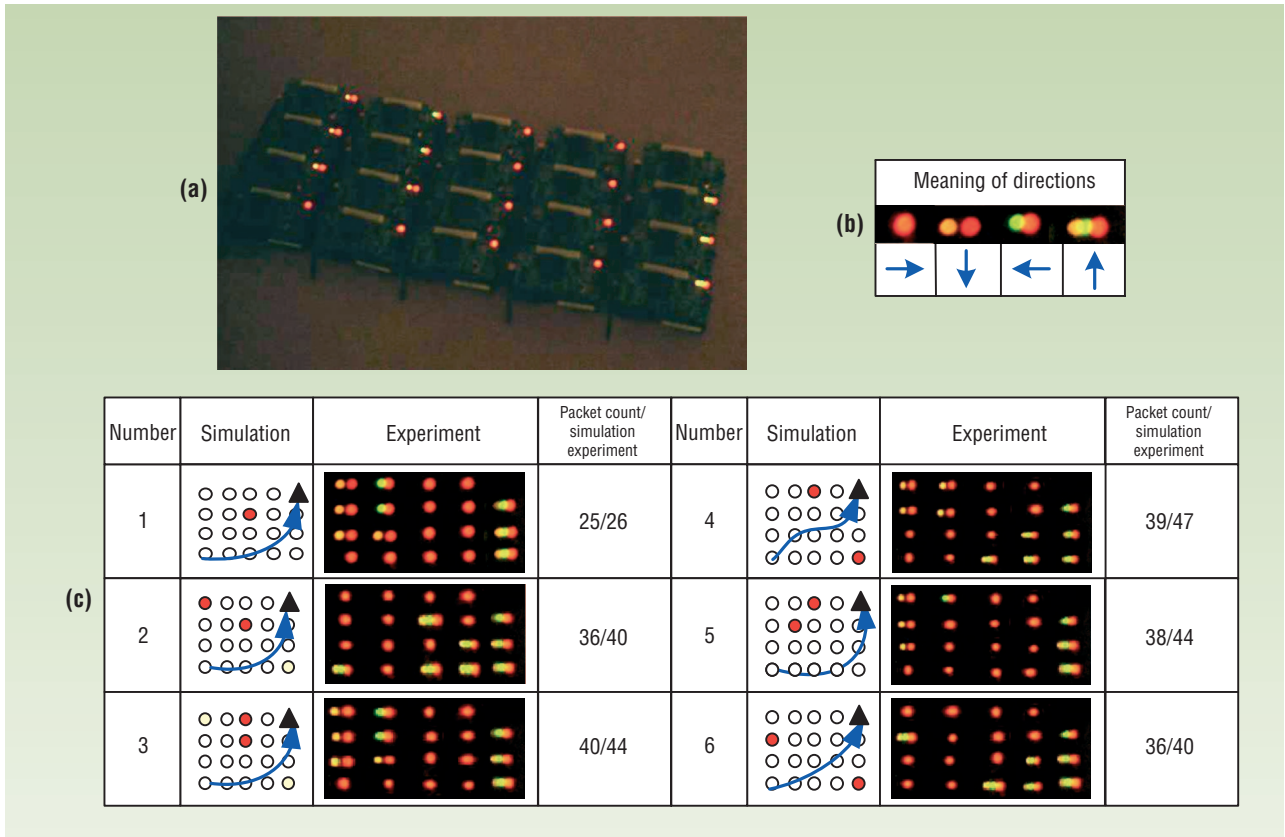 (a)
(b)
Meaning of directions
(c)
Number
Simulation
Experiment
Packet count/
simulation
experiment
Number
Simulation
Experiment
Packet count/
simulation
experiment
1
25/26
4
39/47
2
36/40
5
38/44
3
40/44
6
36/40